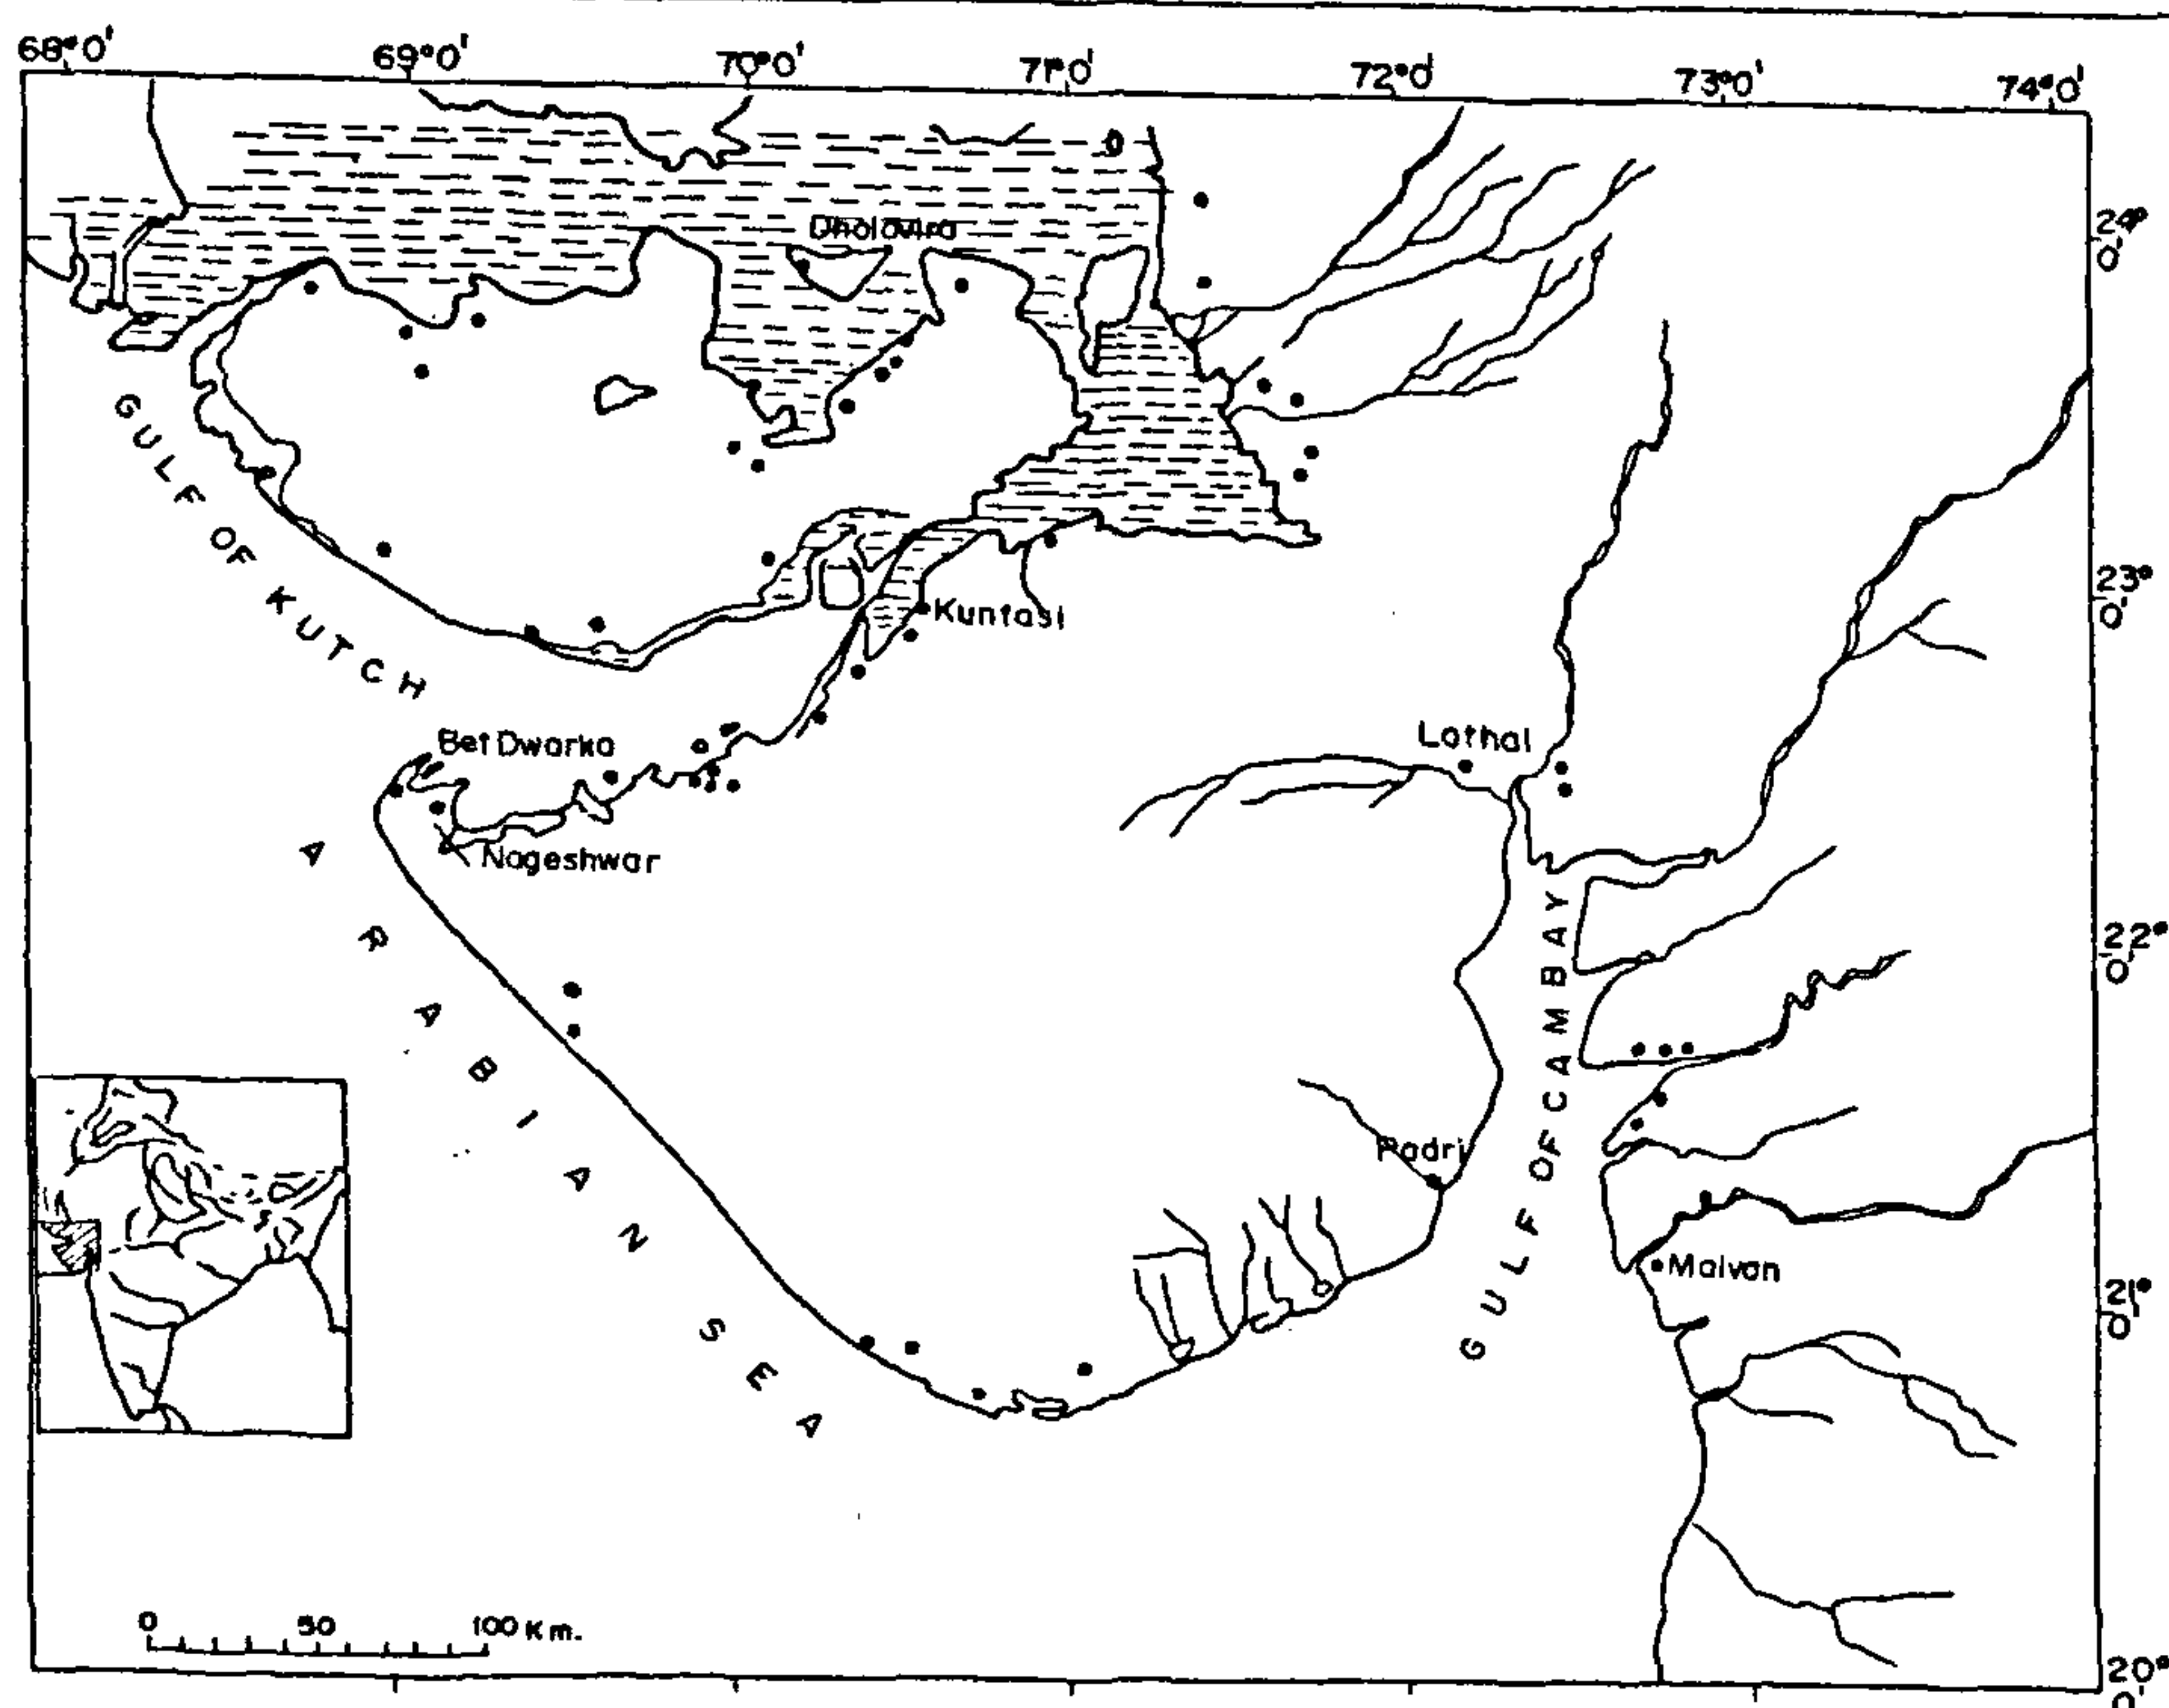 68°0' 69°0' 70°0' 71°0' 72°0' 73°0' 74°0'
24°
0'
Dholavira
GULF OF KUTCH
23°
0'
Kuntasi
Lothal
Bet Dwarka
Nageshwar
ARABIAN SEA
GULF OF CAMBAY
22°
0'
Padri
Malvan
21°
0'
0 50 100 Km.
20°
0'